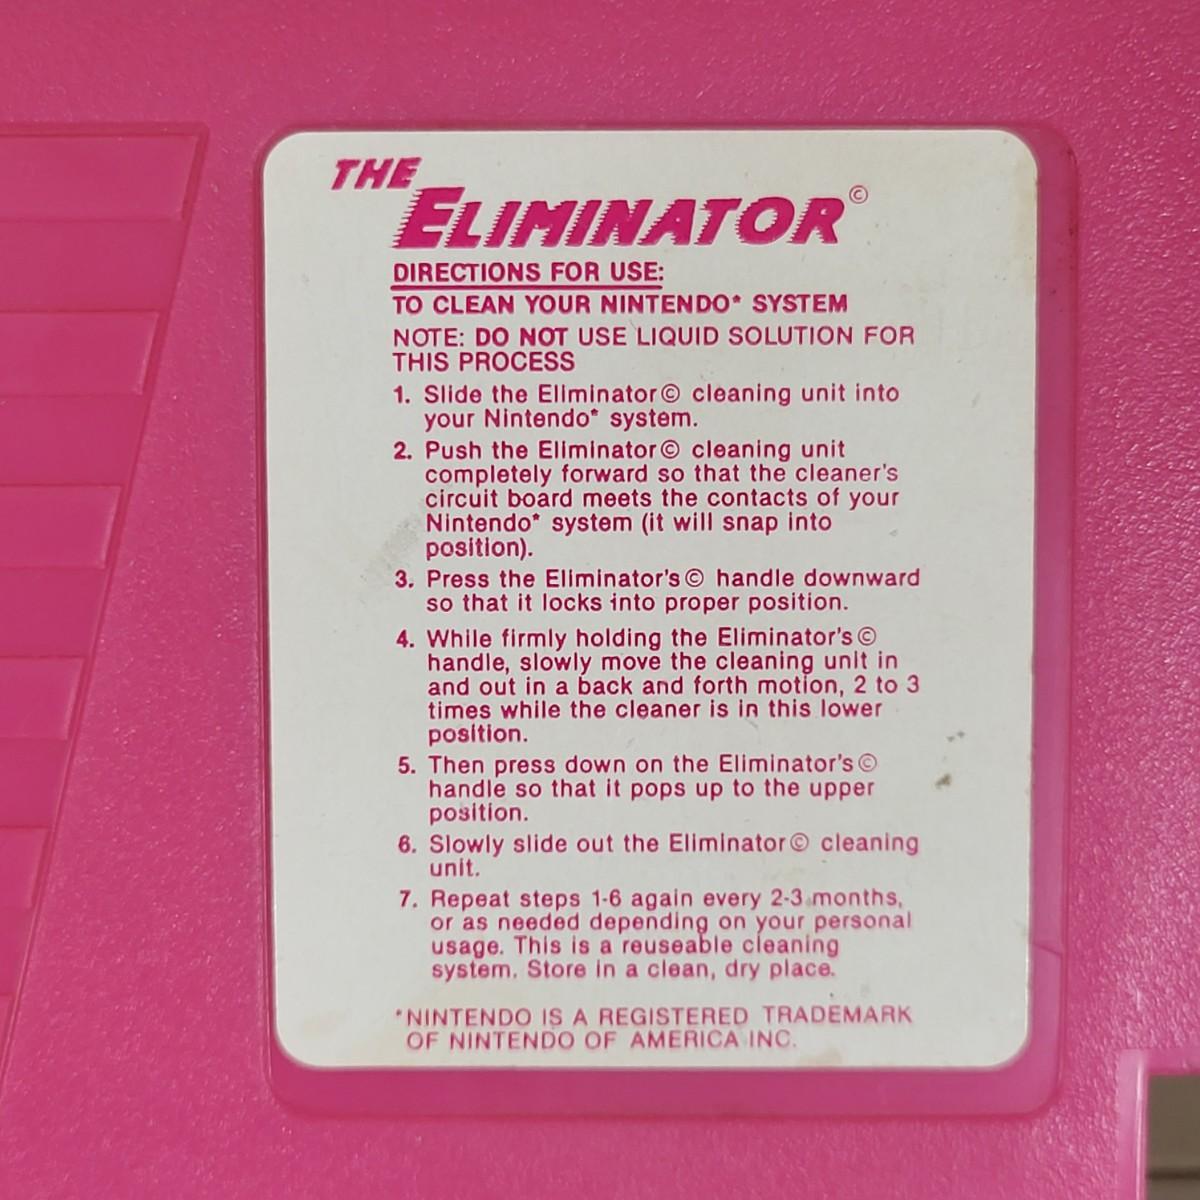 THE
ELIMINATOR©
DIRECTIONS FOR USE:
TO CLEAN YOUR NINTENDO* SYSTEM
NOTE: DO NOT USE LIQUID SOLUTION FOR
THIS PROCESS
1. Slide the Eliminator© cleaning unit into
your Nintendo* system.
2. Push the Eliminator© cleaning unit
completely forward so that the cleaner's
circuit board meets the contacts of your
Nintendo* system (it will snap into
position).
3. Press the Eliminator's© handle downward
so that it locks into proper position.
4. While firmly holding the Eliminator's©
handle, slowly move the cleaning unit in
and out in a back and forth motion, 2 to 3
times while the cleaner is in this lower
position.
5. Then press down on the Eliminator's©
handle so that it pops up to the upper
position.
6. Slowly slide out the Eliminator© cleaning
unit.
7. Repeat steps 1-6 again every 2-3 months,
or as needed depending on your personal
usage. This is a reuseable cleaning
system. Store in a clean, dry place.
*NINTENDO IS A REGISTERED TRADEMARK
OF NINTENDO OF AMERICA INC.